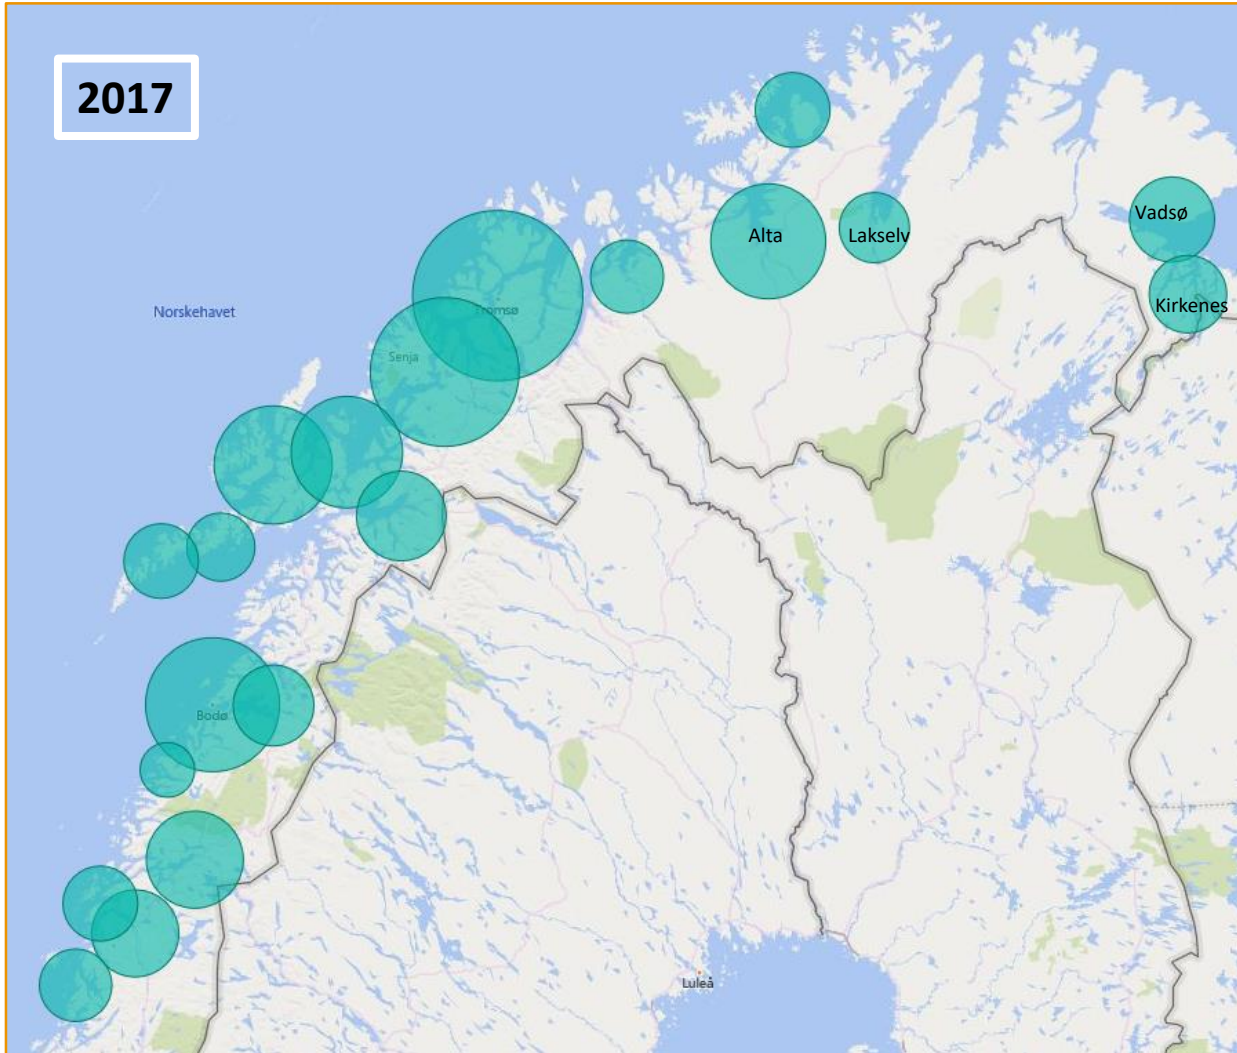 2017
Vadsø
Alta
Lakselv
Kirkenes
Norskehavet
Tromsø
Senja
Bodø
Luleå